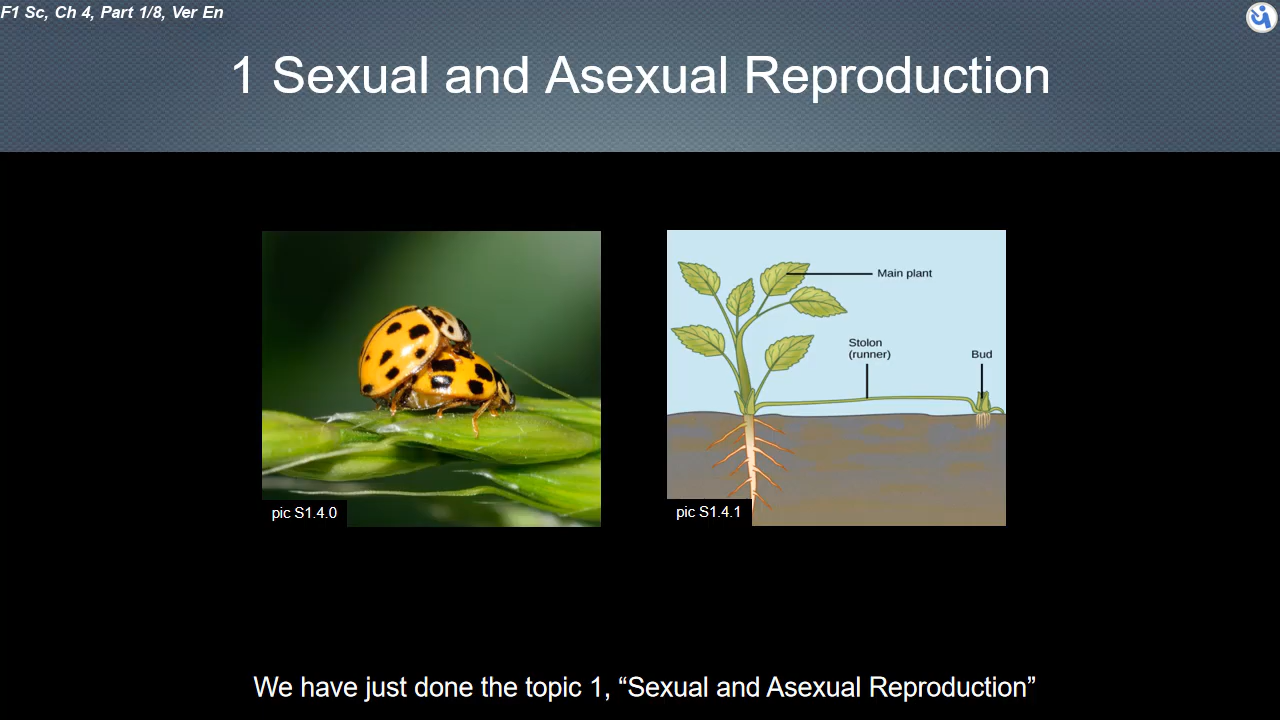 F1 Sc, Ch 4, Part 1/8, Ver En
1 Sexual and Asexual Reproduction
Main plant
Stolon
(runner)
Bud
pic S1.4.0
pic S1.4.1
We have just done the topic 1, “Sexual and Asexual Reproduction”